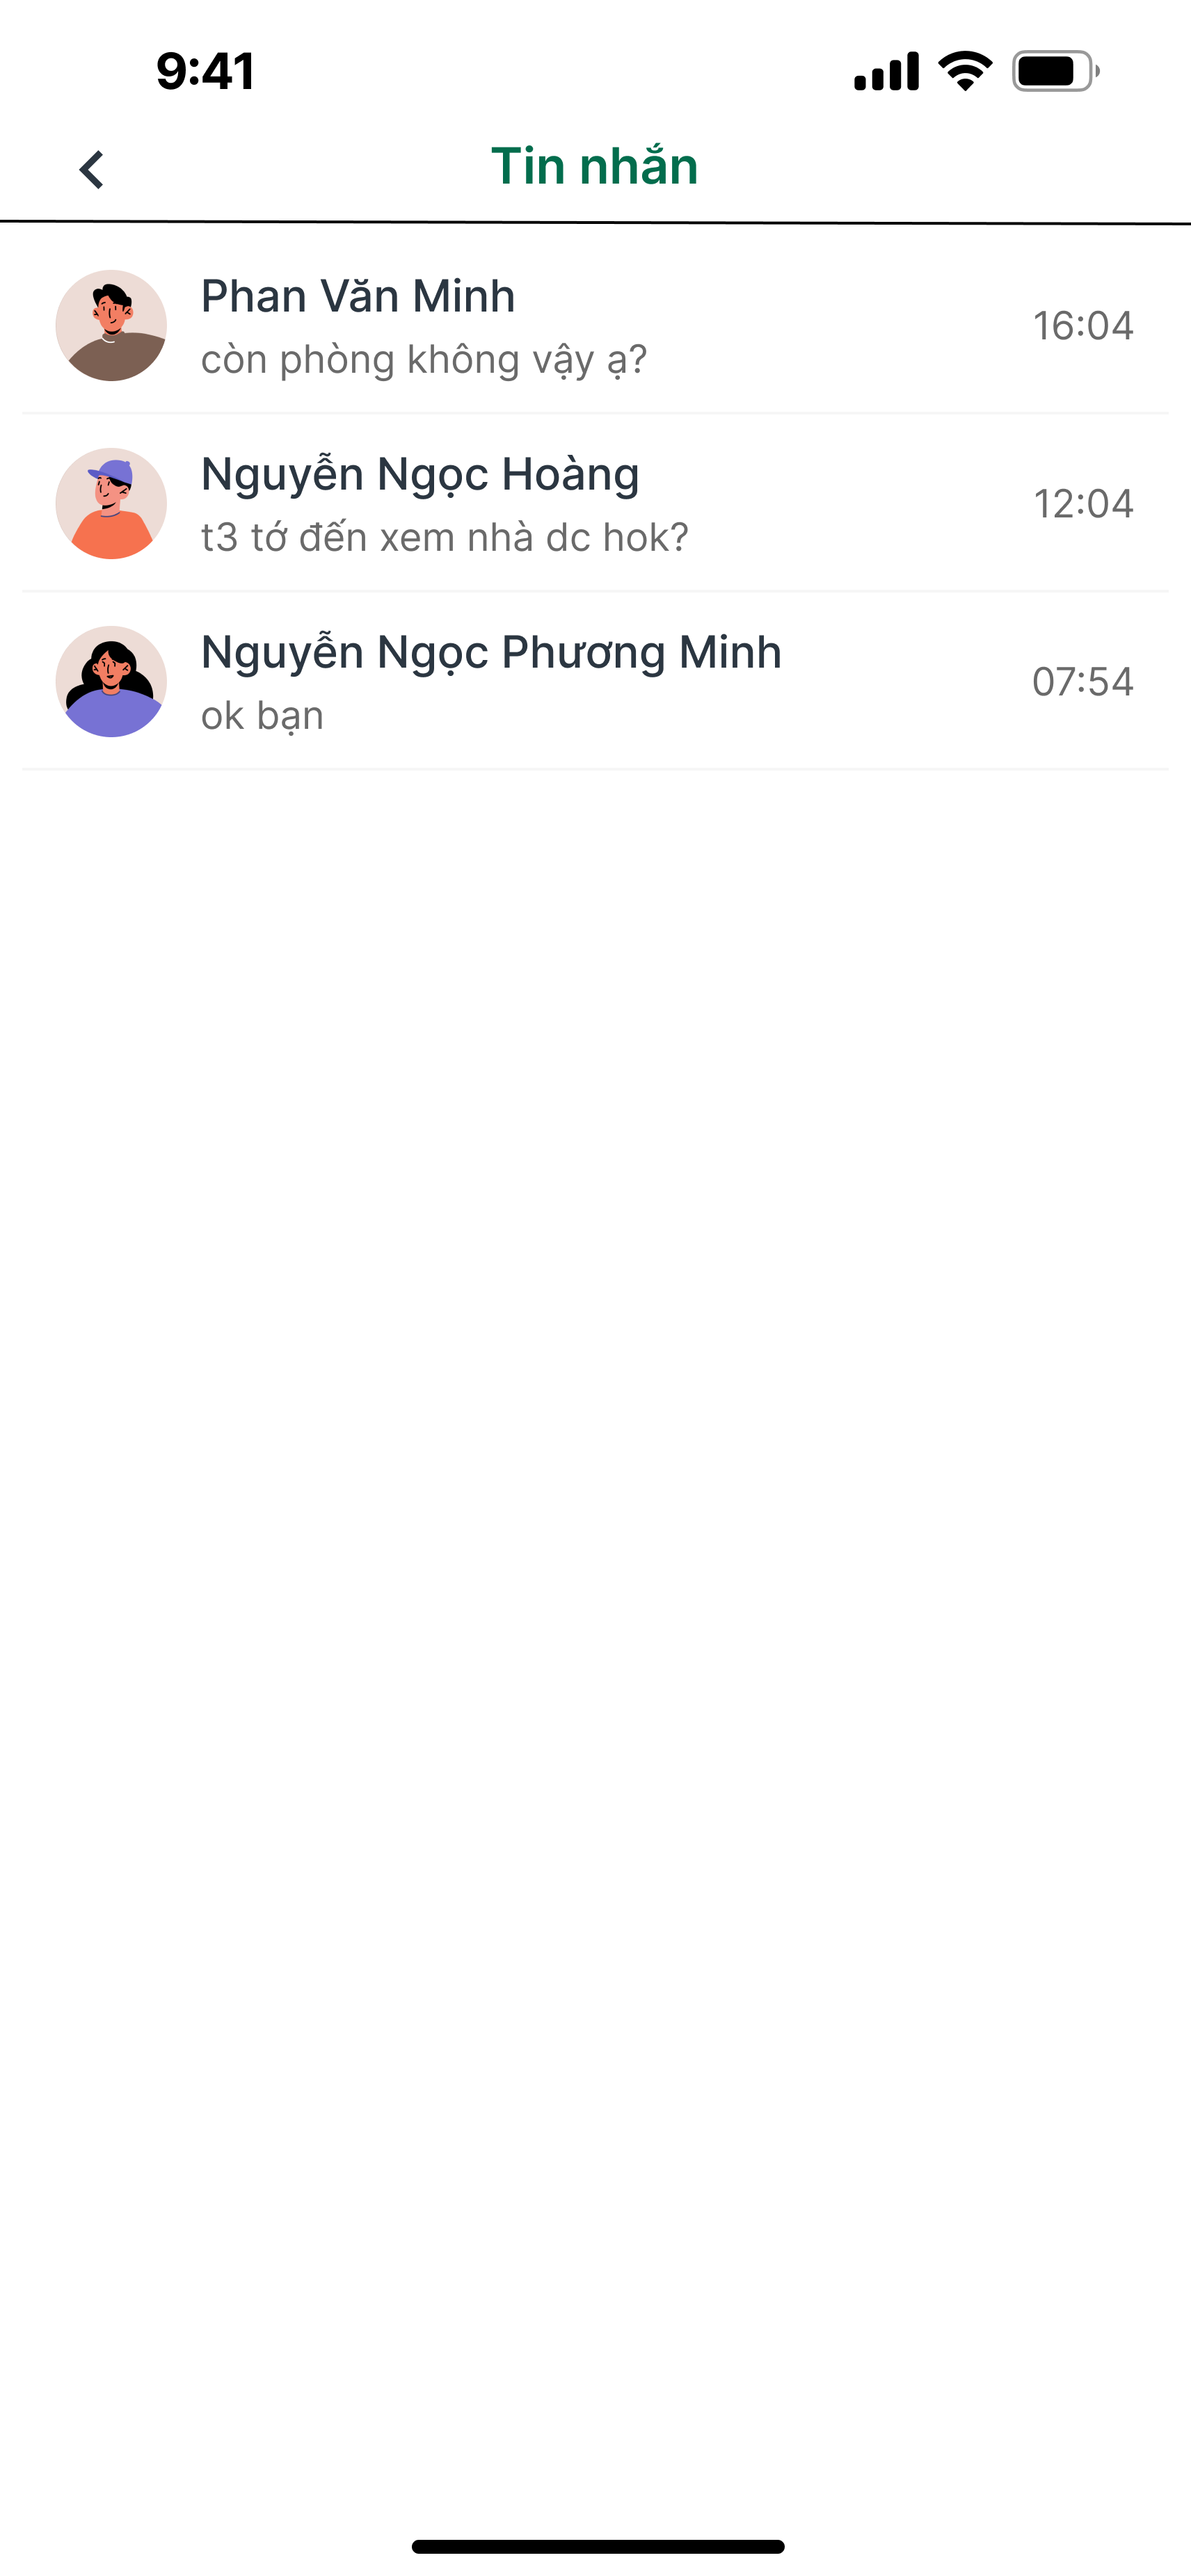 9:41
Tin nhắn
Phan Văn Minh
còn phòng không vậy ạ?
16:04
Nguyễn Ngọc Hoàng
t3 tớ đến xem nhà dc hok?
12:04
Nguyễn Ngọc Phương Minh
ok bạn
07:54